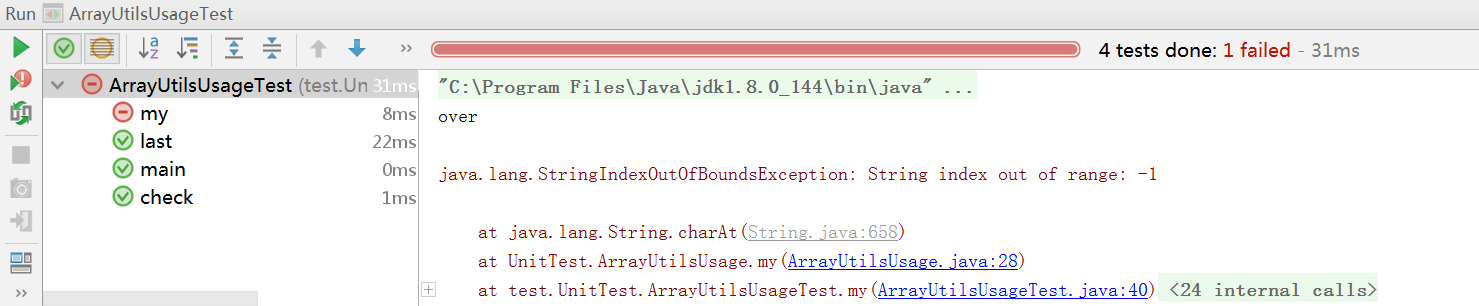 Run ArrayUtilsUsageTest
4 tests done: 1 failed - 31ms
ArrayUtilsUsageTest (test.Un 31ms
my 8ms
last 22ms
main 0ms
check 1ms
"C:\Program Files\Java\jdk1.8.0_144\bin\java" ...
over
java.lang.StringIndexOutOfBoundsException: String index out of range: -1
at java.lang.String.charAt(String.java:658)
at UnitTest.ArrayUtilsUsage.my(ArrayUtilsUsage.java:28)
at test.UnitTest.ArrayUtilsUsageTest.my(ArrayUtilsUsageTest.java:40) <24 internal calls>